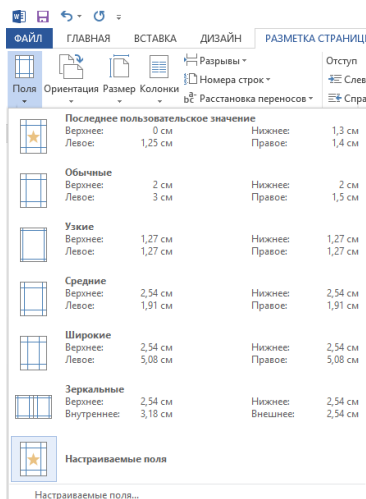 ФАЙЛ ГЛАВНАЯ ВСТАВКА ДИЗАЙН РАЗМЕТКА СТРАНИЦЫ
Разрывы Отступ
Номера строк Слев
Поля Ориентация Размер Колонки bc Расстановка переносов Спра
Последнее пользовательское значение
Верхнее: 0 см Нижнее: 1,3 см
Левое: 1,25 см Правое: 1,4 см
Обычные
Верхнее: 2 см Нижнее: 2 см
Левое: 3 см Правое: 1,5 см
Узкие
Верхнее: 1,27 см Нижнее: 1,27 см
Левое: 1,27 см Правое: 1,27 см
Средние
Верхнее: 2,54 см Нижнее: 2,54 см
Левое: 1,91 см Правое: 1,91 см
Широкие
Верхнее: 2,54 см Нижнее: 2,54 см
Левое: 5,08 см Правое: 5,08 см
Зеркальные
Верхнее: 2,54 см Нижнее: 2,54 см
Внутреннее: 3,18 см Внешнее: 2,54 см
Настраиваемые поля
Настраиваемые поля...